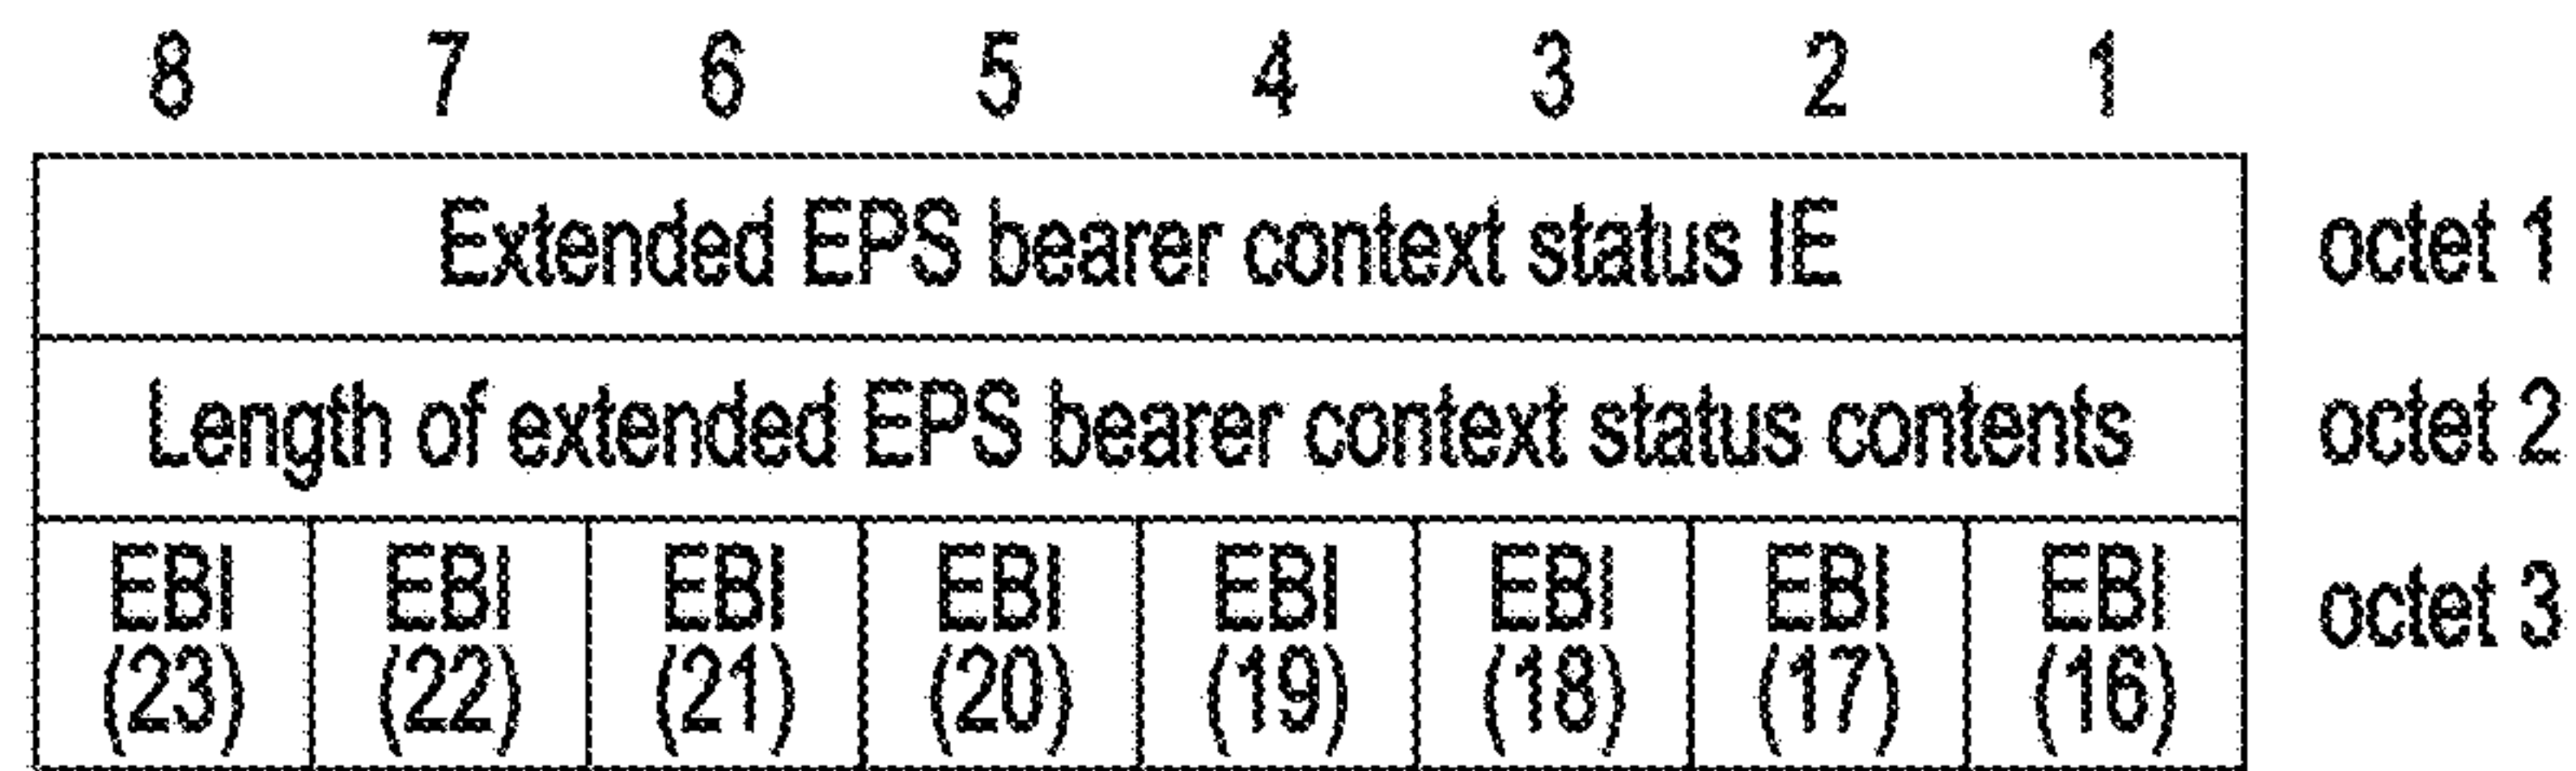 8 7 6 5 4 3 2 1
Extended EPS bearer context status IE octet 1
Length of extended EPS bearer context status contents octet 2
EBI EBI EBI EBI EBI EBI EBI EBI octet 3
(23) (22) (21) (20) (19) (18) (17) (16)